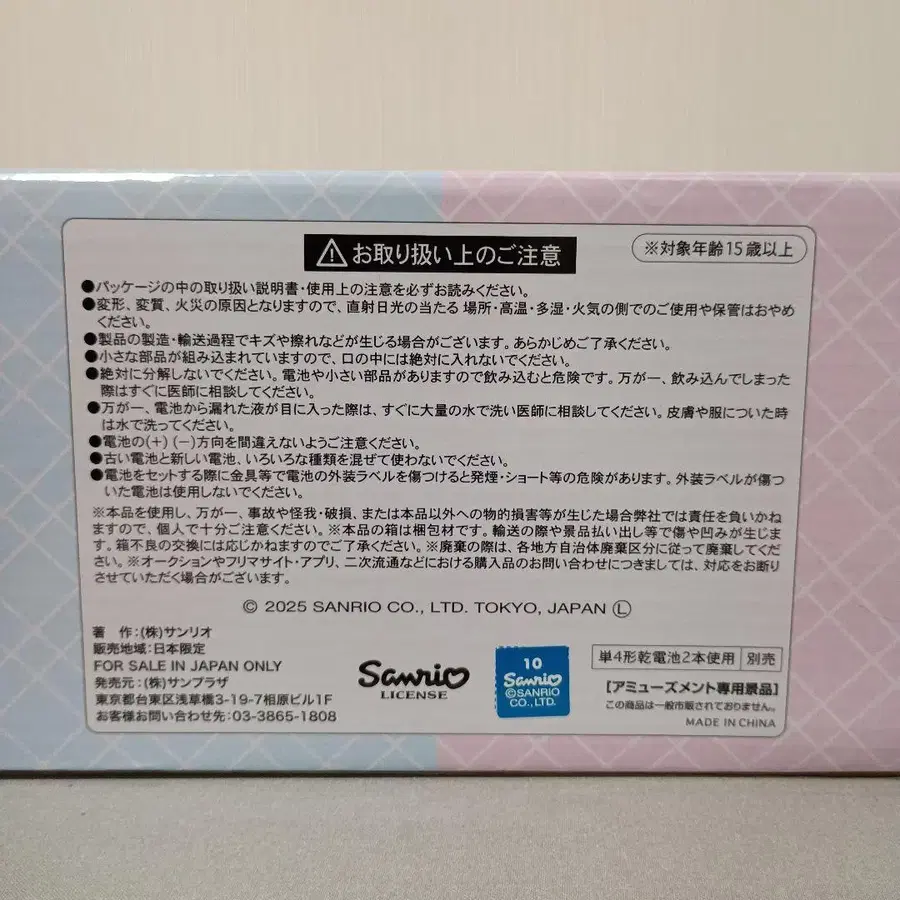 ⚠お取り扱い上のご注意
※対象年齢15歳以上
●パッケージの中の取り扱い説明書・使用上の注意を必ずお読みください。
●変形、変質、火災の原因となりますので、直射日光の当たる 場所・高温・多湿・火気の側でのご使用や保管はおやめ
ください。
●製品の製造・輸送過程でキズや擦れなどが生じる場合がございます。あらかじめご了承ください。
●小さな部品が組み込まれていますので、口の中には絶対に入れないでください。
●絶対に分解しないでください。電池や小さい部品がありますので飲み込むと危険です。万が一、飲み込んでしまった
際はすぐに医師に相談してください。
●万が一、電池から漏れた液が目に入った際は、すぐに大量の水で洗い医師に相談してください。皮膚や服についた時
は水で洗ってください。
●電池の(+) (−)方向を間違えないようご注意ください。
●古い電池と新しい電池、いろいろな種類を混ぜて使わないでください。
●電池をセットする際に金具等で電池の外装ラベルを傷つけると発煙・ショート等の危険があります。外装ラベルが傷つ
いた電池は使用しないでください。
※本品を使用し、万が一、事故や怪我・破損、または本品以外への物的損害等が生じた場合弊社では責任を負いかね
ますので、個人で十分ご注意ください。※本品の箱は梱包材です。輸送の際や景品払い出し等で傷や凹みが生じま
す。箱不良の交換には応じかねますのでご了承ください。※廃棄の際は、各地方自治体廃棄区分に従って廃棄してくだ
さい。※オークションやフリマサイト・アプリ、二次流通などにおける購入品のお問い合わせにつきましては、対応をお断り
させていただく場合がございます。
© 2025 SANRIO CO., LTD. TOKYO, JAPAN Ⓛ
著　作：(株)サンリオ
販売地域：日本限定
FOR SALE IN JAPAN ONLY
発売元：(株)サンプラザ
東京都台東区浅草橋3-19-7相原ビル1F
お客様お問い合わせ先：03-3865-1808
Sanrio
LICENSE
10
Sanrio
©SANRIO
CO.,LTD.
単4形乾電池2本使用 別売
【アミューズメント専用景品】
この商品は一般市販されておりません。
MADE IN CHINA